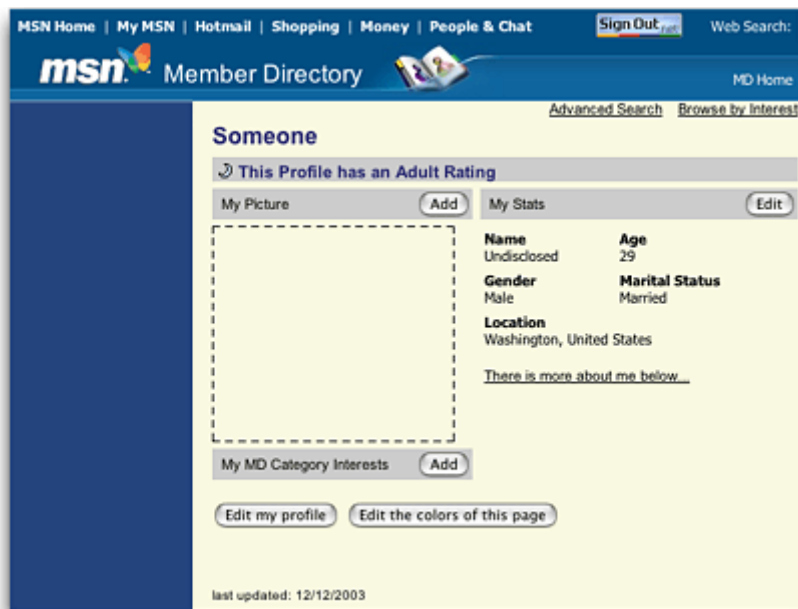 MSN Home | My MSN | Hotmail | Shopping | Money | People & Chat Sign Out.net Web Search:
msn Member Directory
MD Home
Advanced Search Browse by Interest
Someone
This Profile has an Adult Rating
My Picture Add My Stats Edit
Name Age
Undisclosed 29
Gender Marital Status
Male Married
Location
Washington, United States
There is more about me below...
My MD Category Interests Add
Edit my profile Edit the colors of this page
last updated: 12/12/2003